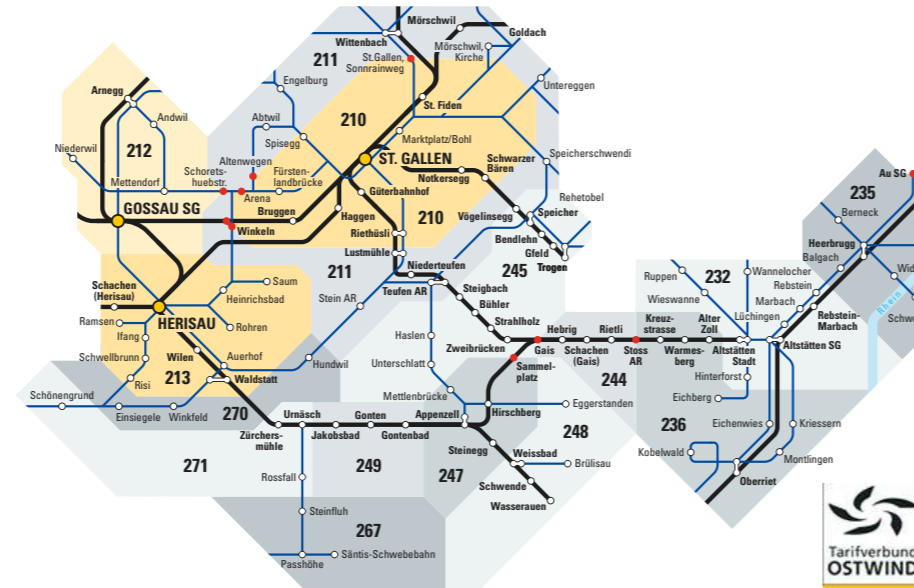 Mörschwil
Goldach
Wittenbach
Mörschwil,
Kirche
St.Gallen,
Sonnrainweg
211
Engelburg
Untereggen
Arnegg
Andwil
Abtwil
210
St. Fiden
Spisegg
Marktplatz/Bohl
212
Niederwil
Altenwegen
ST. GALLEN
Schwarzer
Bären
Speicherschwendi
Mettendorf
Schorets-
huebstr.
Fürsten-
landbrücke
Notkersegg
Arena
Güterbahnhof
Rehetobel
235
Au SG
Berneck
GOSSAU SG
Bruggen
Haggen
210
Vögelinsegg
Speicher
Winkeln
Riethüsli
Bendlehn
Gfeld
Heerbrugg
Lustmühle
Trogen
Balgach
Wid
211
Niederteufen
245
232
Wannelocher
Ruppen
Rebstein
Rhein
Schachen
(Herisau)
Saum
Heinrichsbad
Teufen AR
Steigbach
Wieswanne
Marbach
Stein AR
Bühler
Lüchingen
Rebstein-
Marbach
Schw
HERISAU
Ramsen
Rohren
Strahlholz
Kreuz-
strasse
Alter
Zoll
Ifang
Haslen
Hebrig
Rietli
Wilen
Auerhof
Zweibrücken
Gais
Schachen
(Gais)
Stoss
AR
Warmes-
berg
Altstätten
Stadt
Altstätten SG
Schwellbrunn
Hundwil
Unterschlatt
Sammel-
platz
Hinterforst
213
Risi
Waldstatt
244
Schönengrund
Mettlenbrücke
Eichberg
Einsiegele
Winkfeld
270
Urnäsch
Gonten
Appenzell
Hirschberg
Eggerstanden
236
Eichenwies
Kriessern
Zürchers-
mühle
Jakobsbad
Gontenbad
248
Steinegg
Kobelwald
Montlingen
271
249
Weissbad
Brülisau
247
Rossfall
Oberriet
Schwende
Wasserauen
Steinfluh
267
Passhöhe
Säntis-Schwebebahn
Tarifverbund
OSTWIND